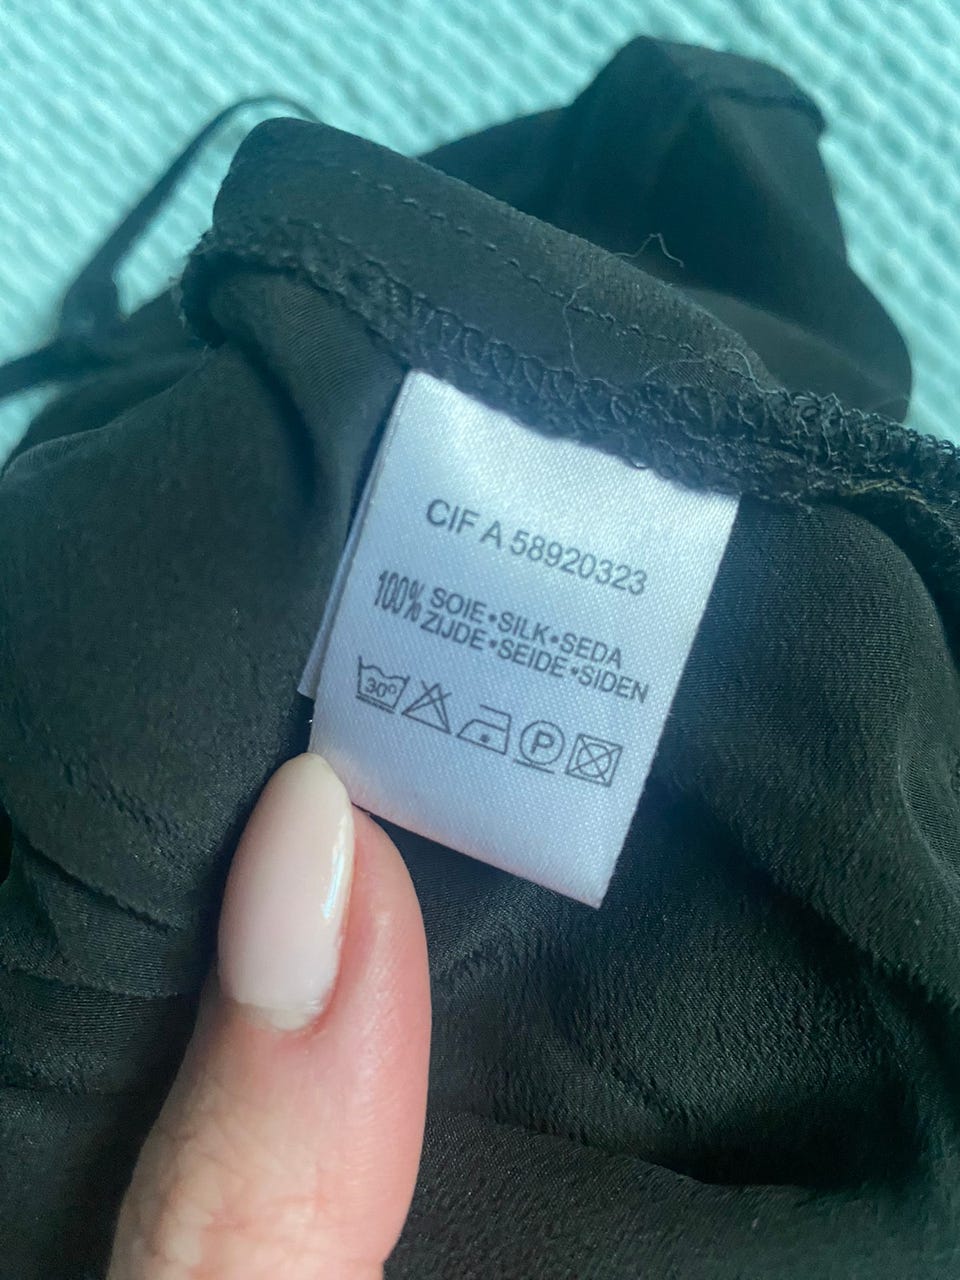 CIF A 58920323
100% SOIE•SILK•SEDA
ZIJDE•SEIDE•SIDEN
30° P